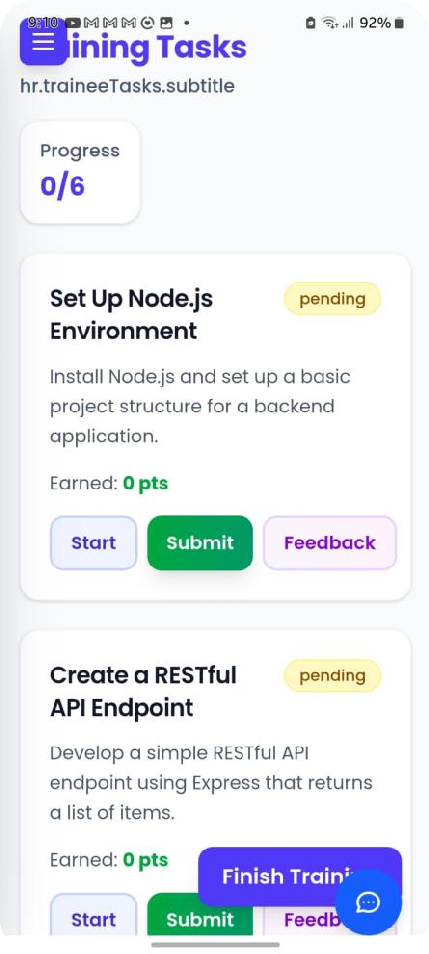 9:10
92%
ining Tasks
hr.traineeTasks.subtitle
Progress
0/6
Set Up Node.js
Environment
pending
Install Node.js and set up a basic
project structure for a backend
application.
Earned: 0 pts
Start
Submit
Feedback
Create a RESTful
API Endpoint
pending
Develop a simple RESTful API
endpoint using Express that returns
a list of items.
Earned: 0 pts
Finish Traini
Start
Submit
Feedb